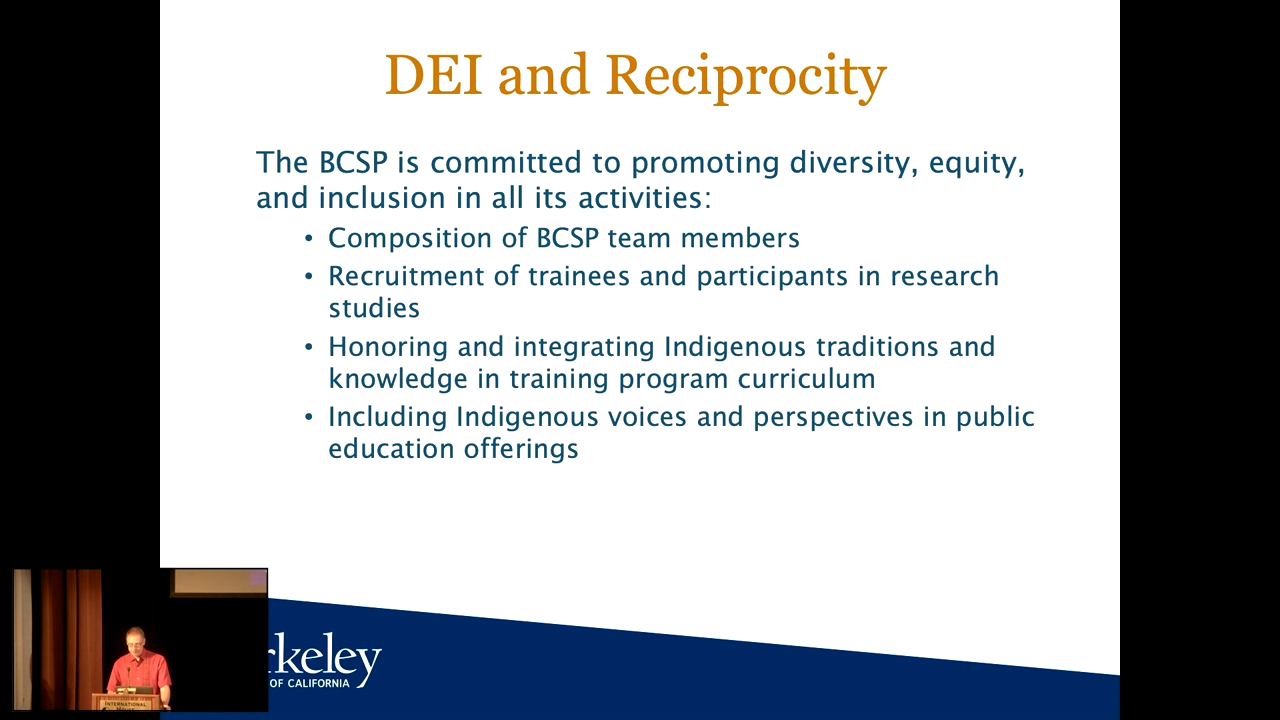 DEI and Reciprocity
The BCSP is committed to promoting diversity, equity,
and inclusion in all its activities:
• Composition of BCSP team members
• Recruitment of trainees and participants in research
studies
• Honoring and integrating Indigenous traditions and
knowledge in training program curriculum
• Including Indigenous voices and perspectives in public
education offerings
rkeley
OF CALIFORNIA
INTERNATIONAL